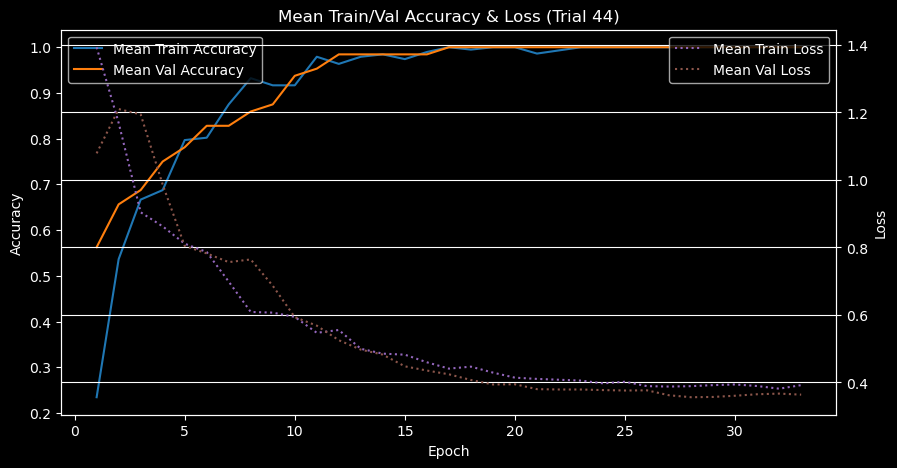 Mean Train/Val Accuracy & Loss (Trial 44)
Mean Train Accuracy
Mean Val Accuracy
Mean Train Loss
Mean Val Loss
1.0
0.9
0.8
0.7
0.6
0.5
0.4
0.3
0.2
Accuracy
1.4
1.2
1.0
0.8
0.6
0.4
Loss
0
5
10
15
20
25
30
Epoch